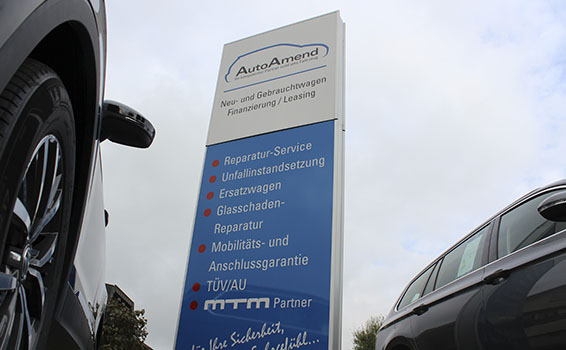 AutoAmend
Neu- und Gebrauchtwagen
Finanzierung / Leasing
Reparatur-Service
Unfallinstandsetzung
Ersatzwagen
Glasschaden-
Reparatur
Mobilitäts- und
Anschlussgarantie
TÜV/AU
mTm Partner
für Ihre Sicherheit,